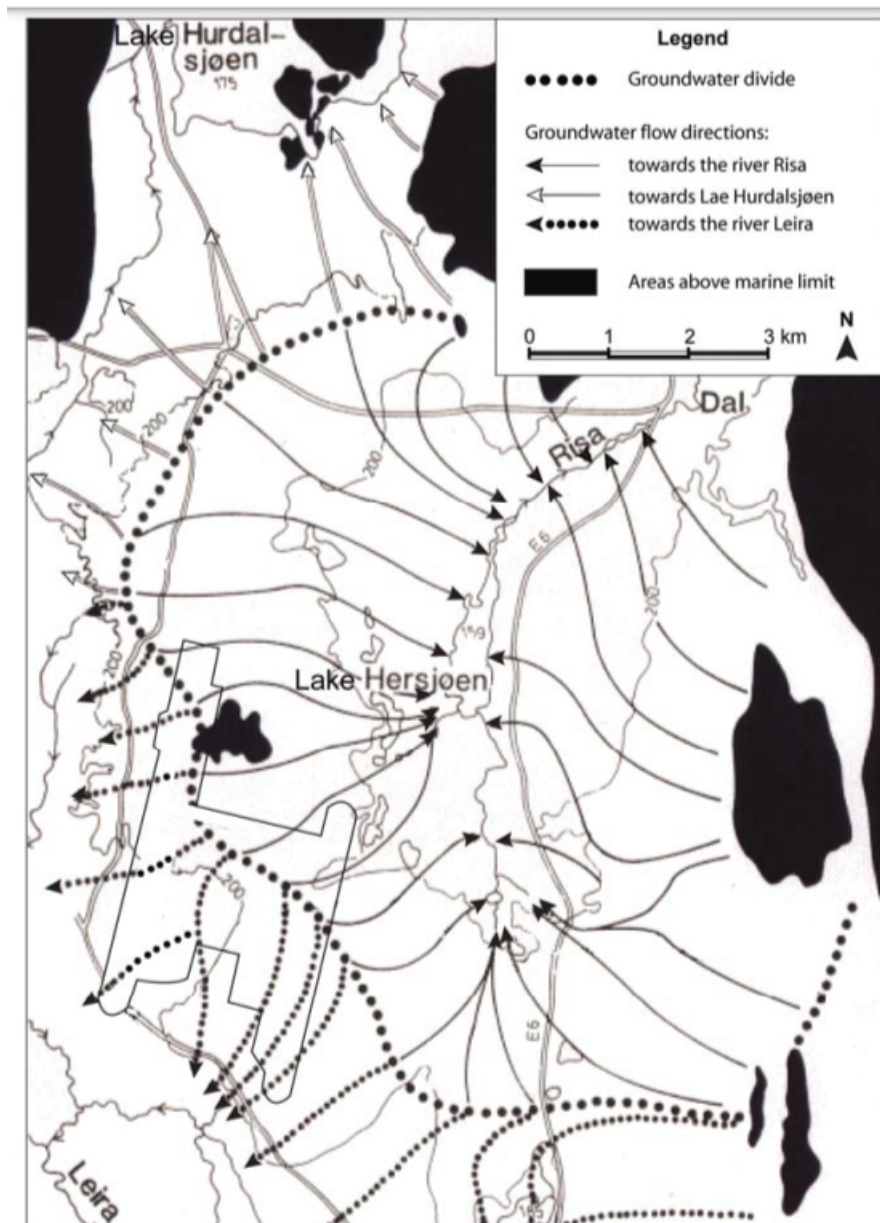 Lake Hurdal–
sjøen
175
Legend
Groundwater divide
Groundwater flow directions:
towards the river Risa
towards Lae Hurdalsjøen
towards the river Leira
Areas above marine limit
0 1 2 3 km
N
Dal
Risa
200
200
200
E6
200
159
200
Lake Hersjøen
200
E6
Leira